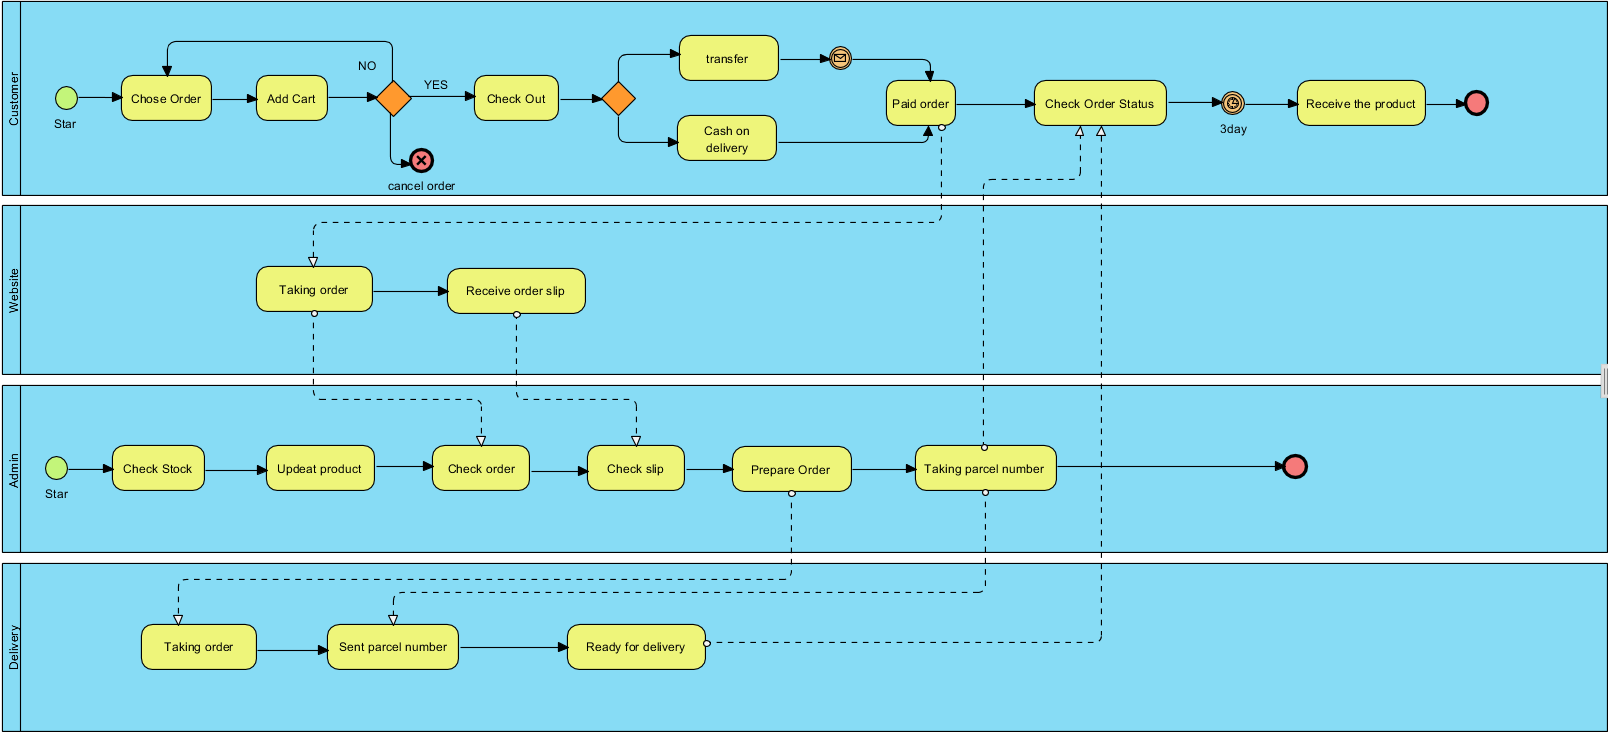 Customer
Star
Chose Order
Add Cart
NO
YES
cancel order
Check Out
transfer
Cash on
delivery
Paid order
Check Order Status
3day
Receive the product
Website
Taking order
Receive order slip
Admin
Star
Check Stock
Updeat product
Check order
Check slip
Prepare Order
Taking parcel number
Delivery
Taking order
Sent parcel number
Ready for delivery